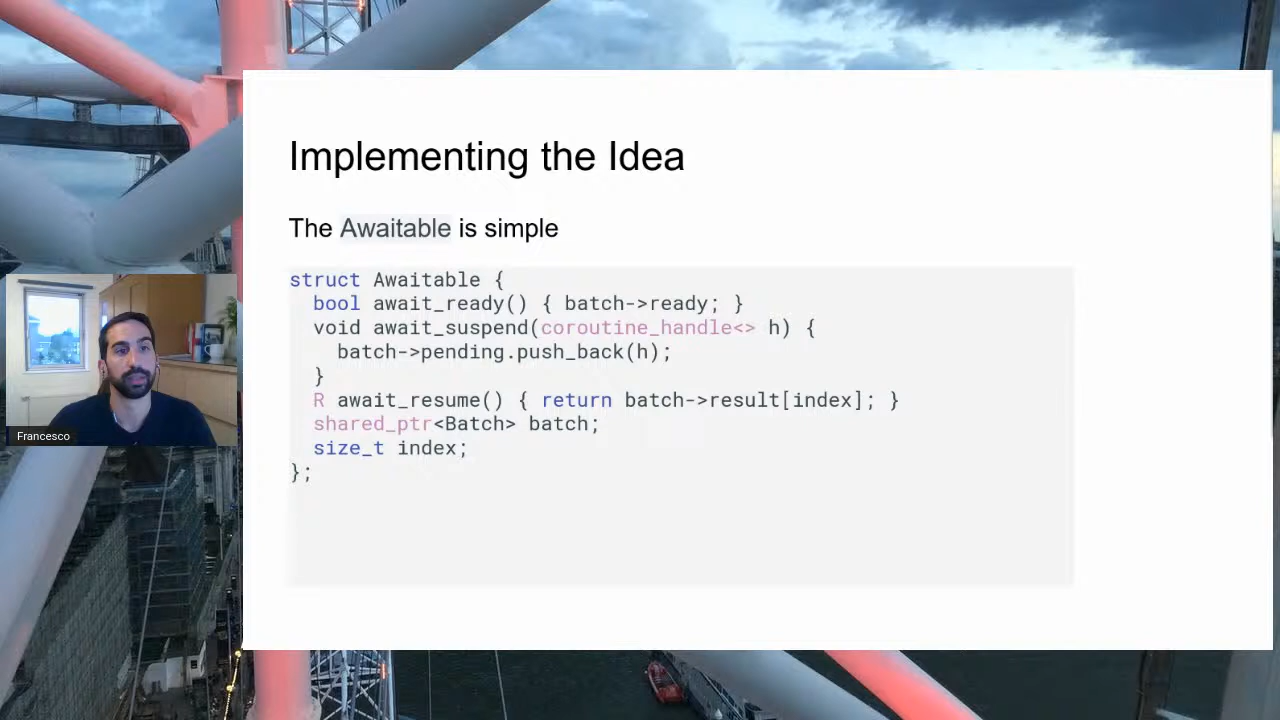 Implementing the Idea
The Awaitable is simple
struct Awaitable {
  bool await_ready() { batch->ready; }
  void await_suspend(coroutine_handle<> h) {
    batch->pending.push_back(h);
  }
  R await_resume() { return batch->result[index]; }
  shared_ptr<Batch> batch;
  size_t index;
};
Francesco